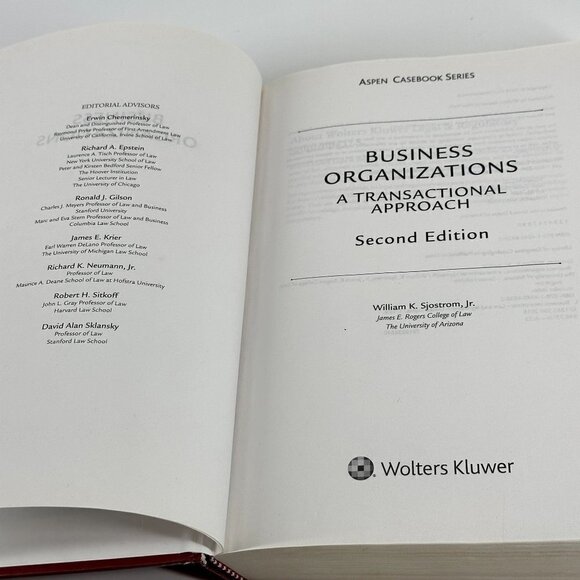 EDITORIAL ADVISORS
Erwin Chemerinsky
Dean and Distinguished Professor of Law
Raymond Pryke Professor of First Amendment Law
University of California, Irvine School of Law
Richard A. Epstein
Laurence A. Tisch Professor of Law
New York University School of Law
Peter and Kirsten Bedford Senior Fellow
The Hoover Institution
Senior Lecturer in Law
The University of Chicago
Ronald J. Gilson
Charles J. Meyers Professor of Law and Business
Stanford University
Marc and Eva Stern Professor of Law and Business
Columbia Law School
James E. Krier
Earl Warren DeLano Professor of Law
The University of Michigan Law School
Richard K. Neumann, Jr.
Professor of Law
Maurice A. Deane School of Law at Hofstra University
Robert H. Sitkoff
John L. Gray Professor of Law
Harvard Law School
David Alan Sklansky
Professor of Law
Stanford Law School
ASPEN CASEBOOK SERIES
BUSINESS
ORGANIZATIONS
A TRANSACTIONAL
APPROACH
Second Edition
William K. Sjostrom, Jr.
James E. Rogers College of Law
The University of Arizona
Wolters Kluwer